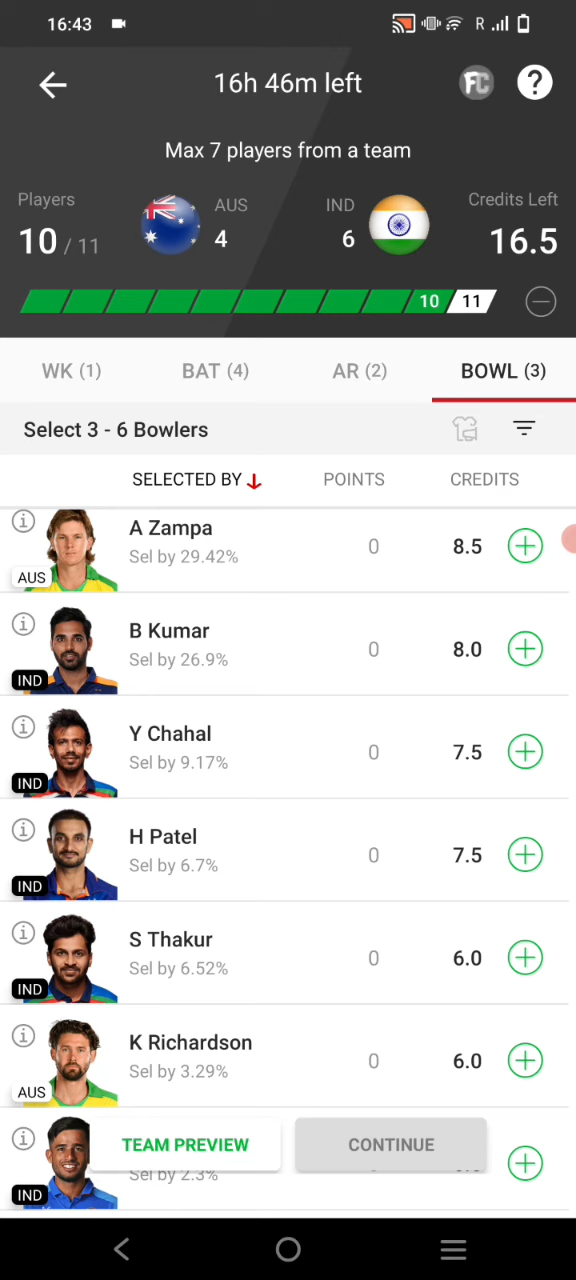 16:43
R
16h 46m left
FC
?
Max 7 players from a team
Players
AUS
IND
Credits Left
10 / 11
4
6
16.5
10
11
WK (1)
BAT (4)
AR (2)
BOWL (3)
Select 3 - 6 Bowlers
SELECTED BY
POINTS
CREDITS
A Zampa
Sel by 29.42%
0
8.5
AUS
B Kumar
Sel by 26.9%
0
8.0
IND
Y Chahal
Sel by 9.17%
0
7.5
IND
H Patel
Sel by 6.7%
0
7.5
IND
S Thakur
Sel by 6.52%
0
6.0
IND
K Richardson
Sel by 3.29%
0
6.0
AUS
TEAM PREVIEW
CONTINUE
Sel by 2.3%
IND